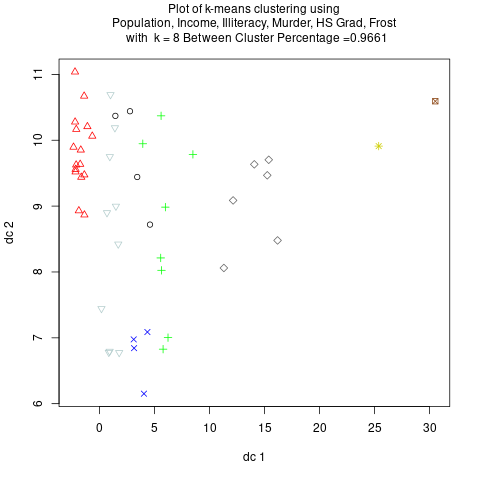 Plot of k-means clustering using
Population, Income, Illiteracy, Murder, HS Grad, Frost
with k = 8 Between Cluster Percentage =0.9661
11
10
9
8
7
6
dc 2
0 5 10 15 20 25 30
dc 1